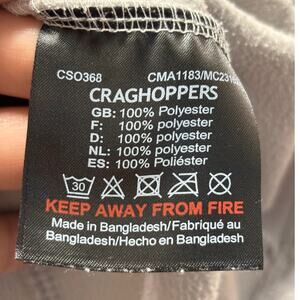 CSO368 CMA1183/MC231
CRAGHOPPERS
GB: 100% Polyester
F: 100% polyester
D: 100% polyester
NL: 100% polyester
ES: 100% Poliéster
30
KEEP AWAY FROM FIRE
Made in Bangladesh/Fabriqué au
Bangladesh/Hecho en Bangladesh